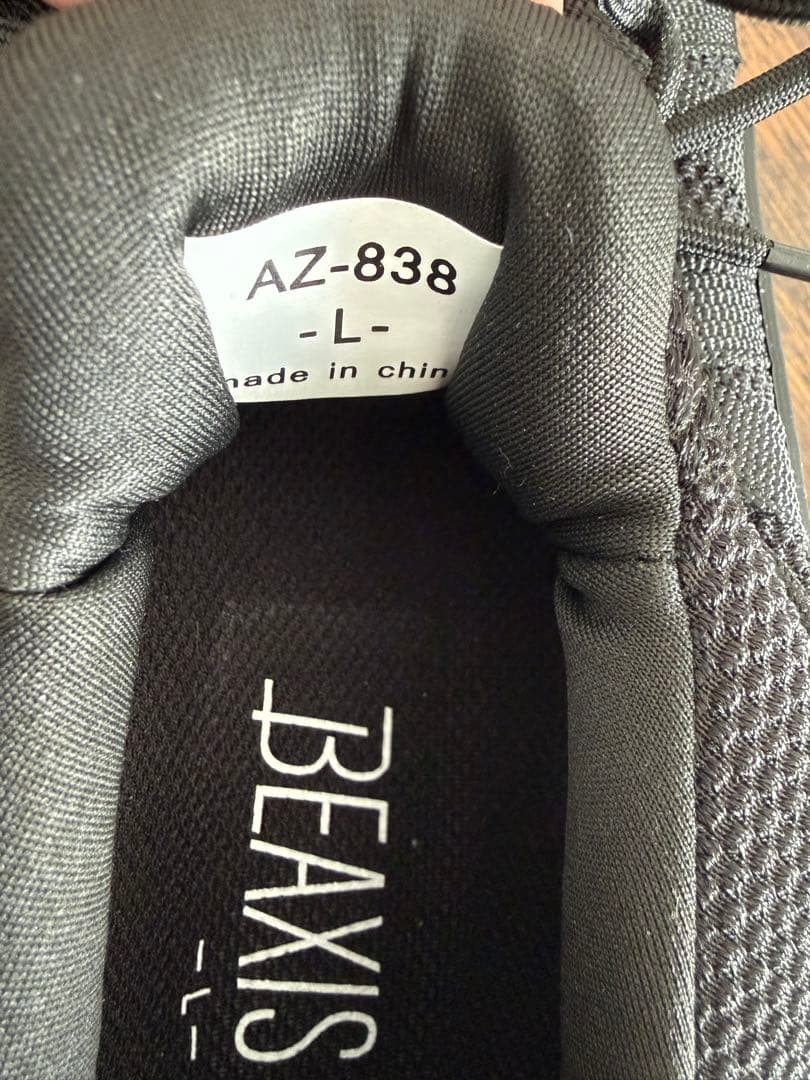 AZ-838
-L-
made in chin
BEAXIS
-L-